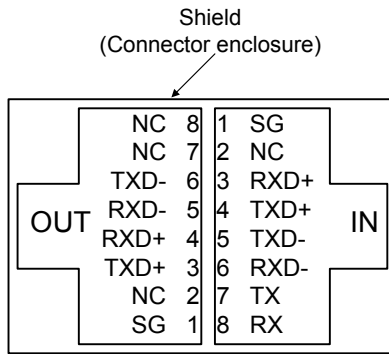 Shield
(Connector enclosure)
NC 8 1 SG
NC 7 2 NC
TXD- 6 3 RXD+
RXD- 5 4 TXD+
OUT IN
RXD+ 4 5 TXD-
TXD+ 3 6 RXD-
NC 2 7 TX
SG 1 8 RX